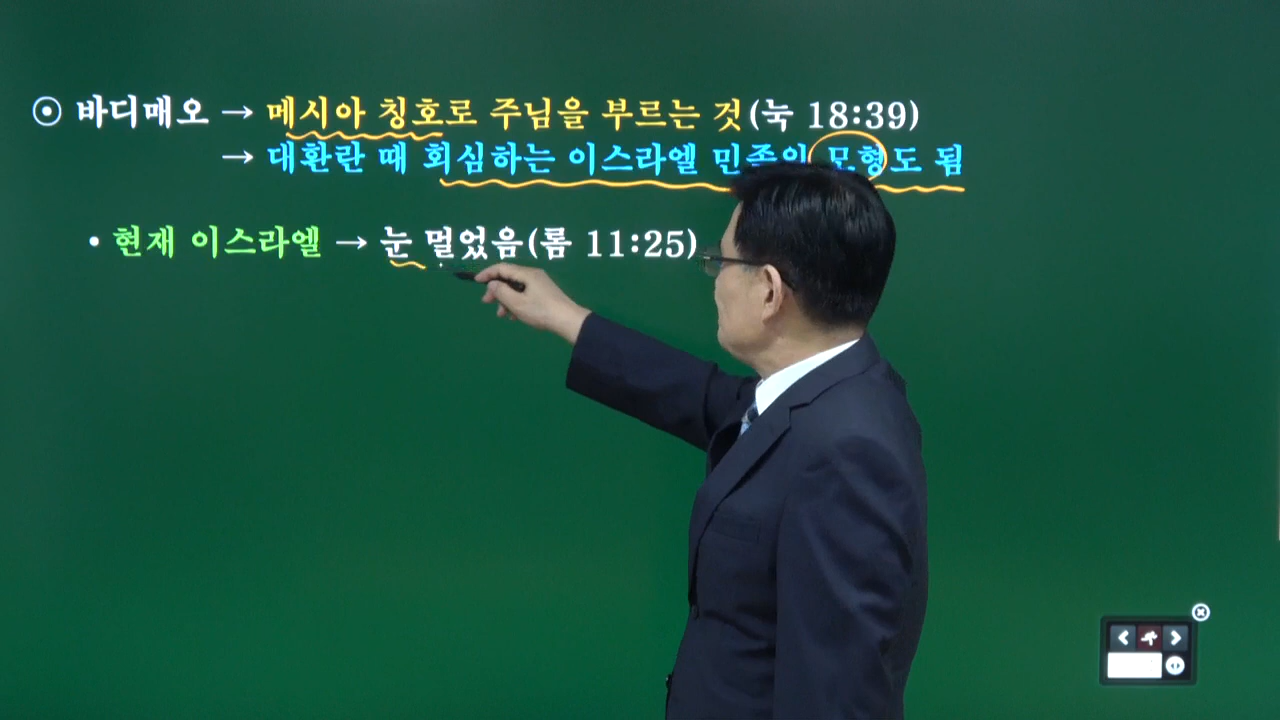 ⊙ 바디매오 → 메시아 칭호로 주님을 부르는 것(눅 18:39)
→ 대환란 때 회심하는 이스라엘 민족의 모형도 됨
• 현재 이스라엘 → 눈 멀었음(롬 11:25)